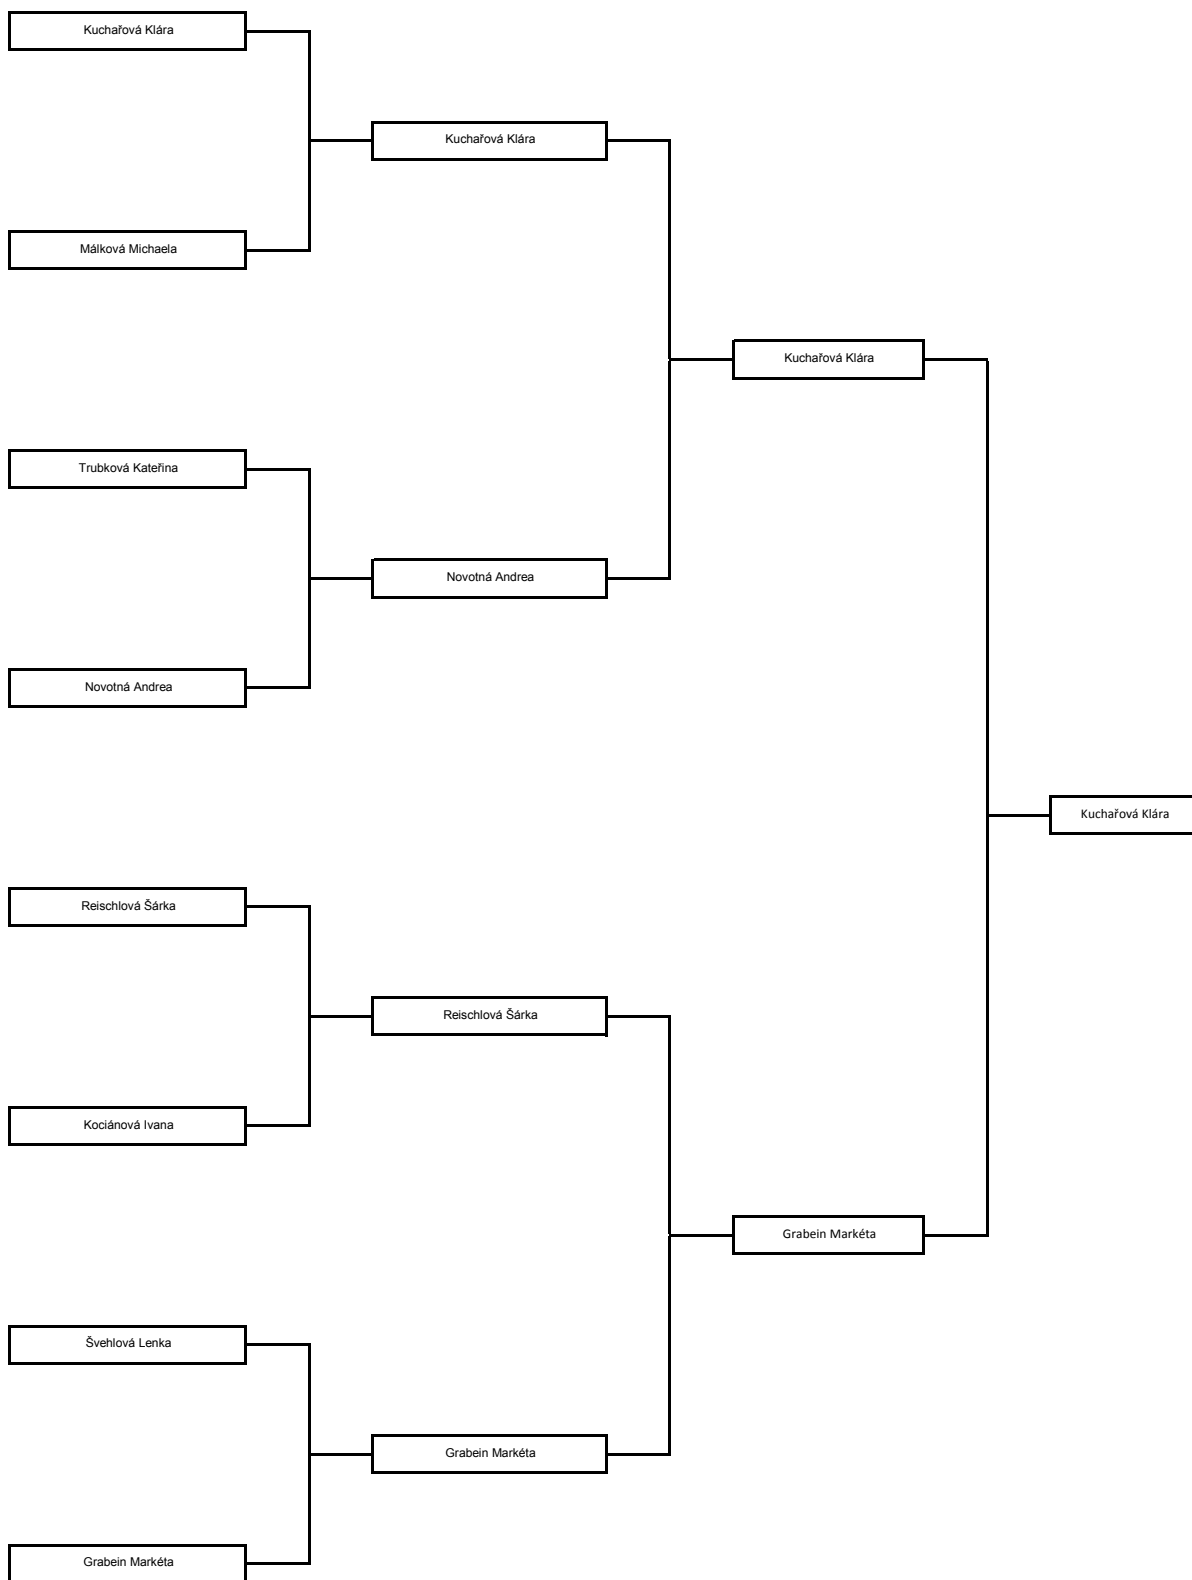 Kuchařová Klára
Kuchařová Klára
Málková Michaela
Kuchařová Klára
Trubková Kateřina
Novotná Andrea
Novotná Andrea
Kuchařová Klára
Reischlová Šárka
Reischlová Šárka
Kociánová Ivana
Grabein Markéta
Švehlová Lenka
Grabein Markéta
Grabein Markéta